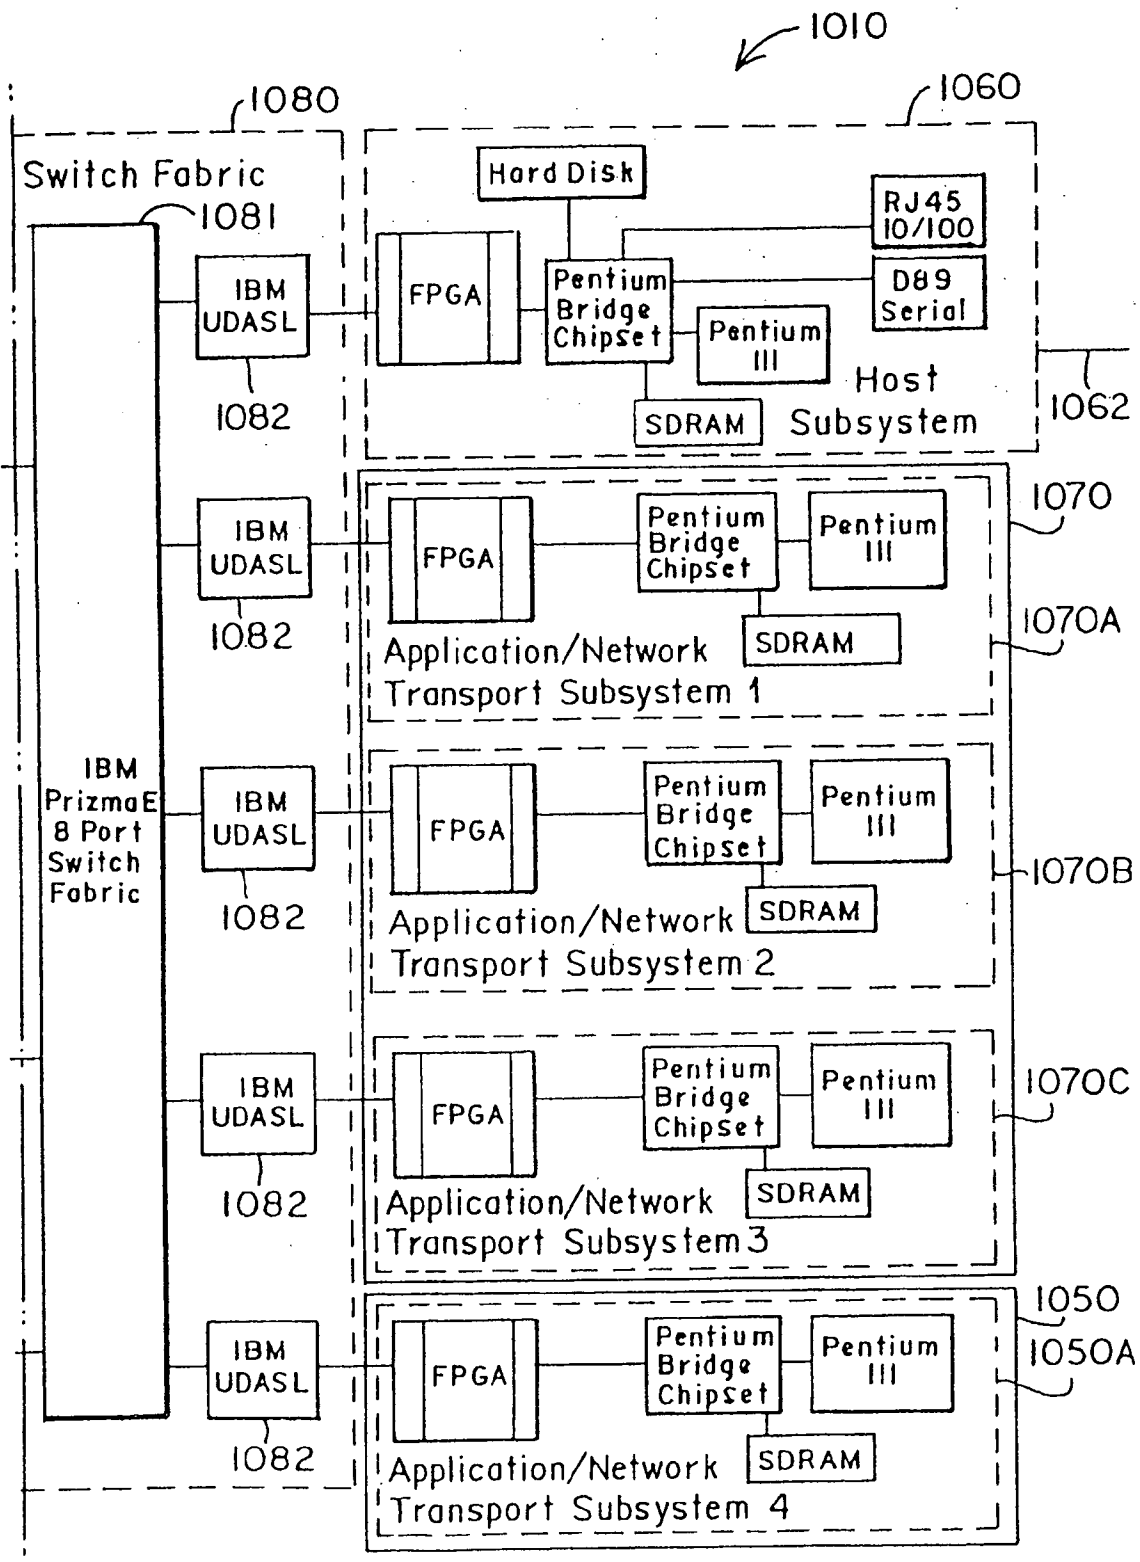 1010
1080
1060
Switch Fabric
1081
Hard Disk
RJ45
10/100
IBM
UDASL
1082
FPGA
Pentium
Bridge
Chipset
D89
Serial
Pentium
III
SDRAM
Host
Subsystem
1062
IBM
UDASL
1082
FPGA
Pentium
Bridge
Chipset
Pentium
III
SDRAM
Application/Network
Transport Subsystem 1
1070
1070A
IBM
PrizmaE
8 Port
Switch
Fabric
IBM
UDASL
1082
FPGA
Pentium
Bridge
Chipset
Pentium
III
SDRAM
Application/Network
Transport Subsystem 2
1070B
IBM
UDASL
1082
FPGA
Pentium
Bridge
Chipset
Pentium
III
SDRAM
Application/Network
Transport Subsystem 3
1070C
IBM
UDASL
1082
FPGA
Pentium
Bridge
Chipset
Pentium
III
SDRAM
Application/Network
Transport Subsystem 4
1050
1050A